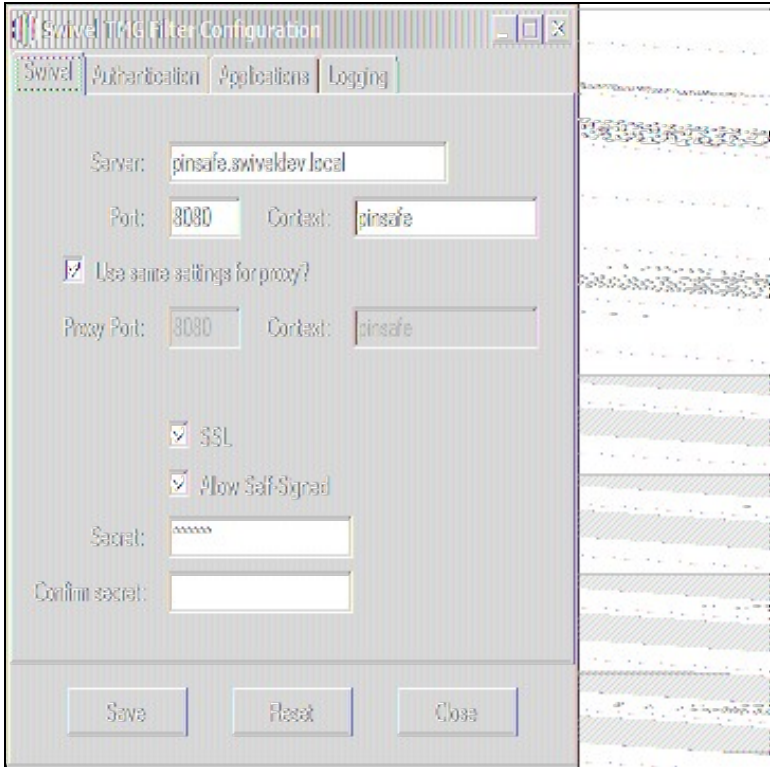 Swivel TMG Filter Configuration
Swivel Authentication Applications Logging
Server: pinsafe.swiveldev.local
Port: 8080 Context: pinsafe
Use same settings for proxy?
Proxy Port: 8080 Context: pinsafe
SSL
Allow Self-Signed
Secret: ******
Confirm secret:
Save Reset Close